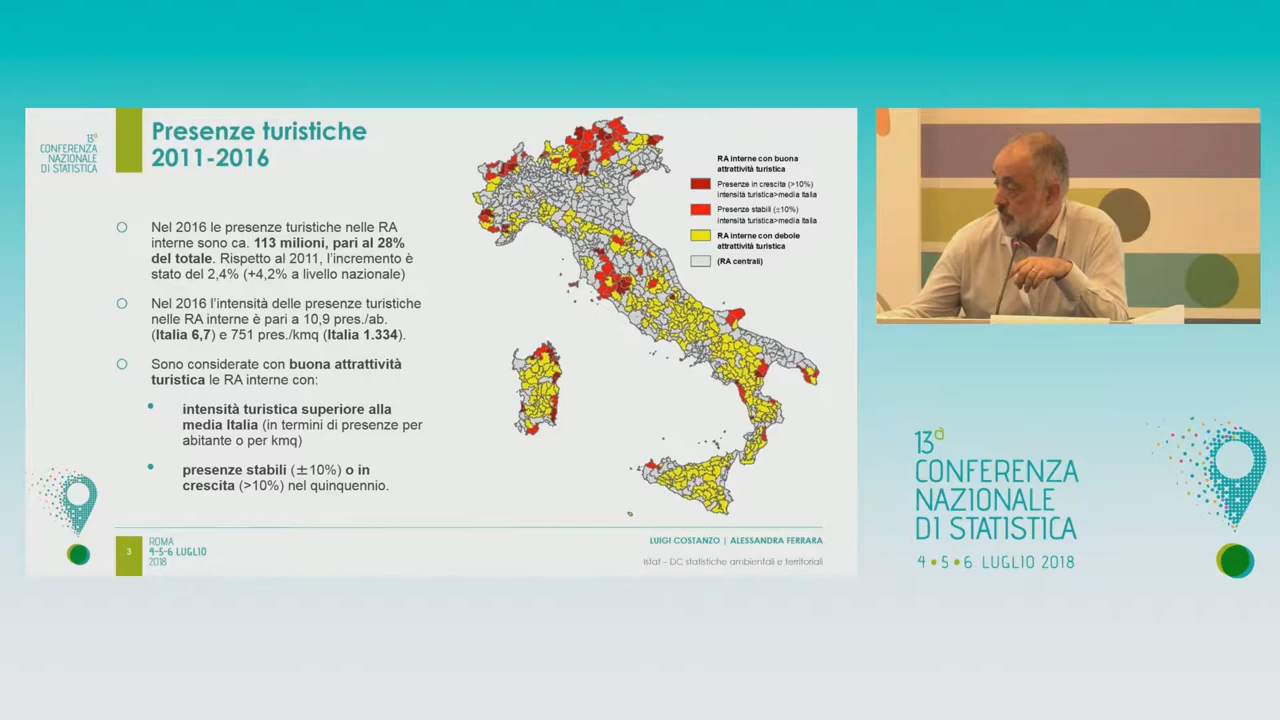 13ª
CONFERENZA
NAZIONALE
DI STATISTICA
Presenze turistiche
2011-2016
Nel 2016 le presenze turistiche nelle RA
interne sono ca. 113 milioni, pari al 28%
del totale. Rispetto al 2011, l'incremento è
stato del 2,4% (+4,2% a livello nazionale)
Nel 2016 l'intensità delle presenze turistiche
nelle RA interne è pari a 10,9 pres./ab.
(Italia 6,7) e 751 pres./kmq (Italia 1.334).
Sono considerate con buona attrattività
turistica le RA interne con:
intensità turistica superiore alla
media Italia (in termini di presenze per
abitante o per kmq)
presenze stabili (±10%) o in
crescita (>10%) nel quinquennio.
RA interne con buona
attrattività turistica
Presenze in crescita (>10%)
intensità turistica>media Italia
Presenze stabili (±10%)
intensità turistica>media Italia
RA interne con debole
attrattività turistica
(RA centrali)
3
ROMA
4-5-6 LUGLIO
2018
LUIGI COSTANZO | ALESSANDRA FERRARA
Istat – DC statistiche ambientali e territoriali
13ª
CONFERENZA
NAZIONALE
DI STATISTICA
4 • 5 • 6 LUGLIO 2018